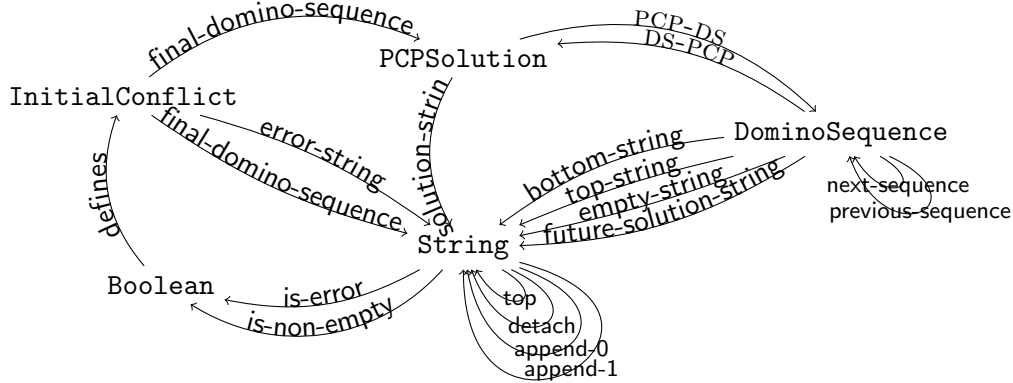 final-domino-sequence
PCP-DS
DS-PCP
PCPSolution
InitialConflict
solution-strin
final-domino-sequence
error-string
DominoSequence
bottom-string
top-string
empty-string
future-solution-string
next-sequence
previous-sequence
defines
String
Boolean
is-error
is-non-empty
top
detach
append-0
append-1